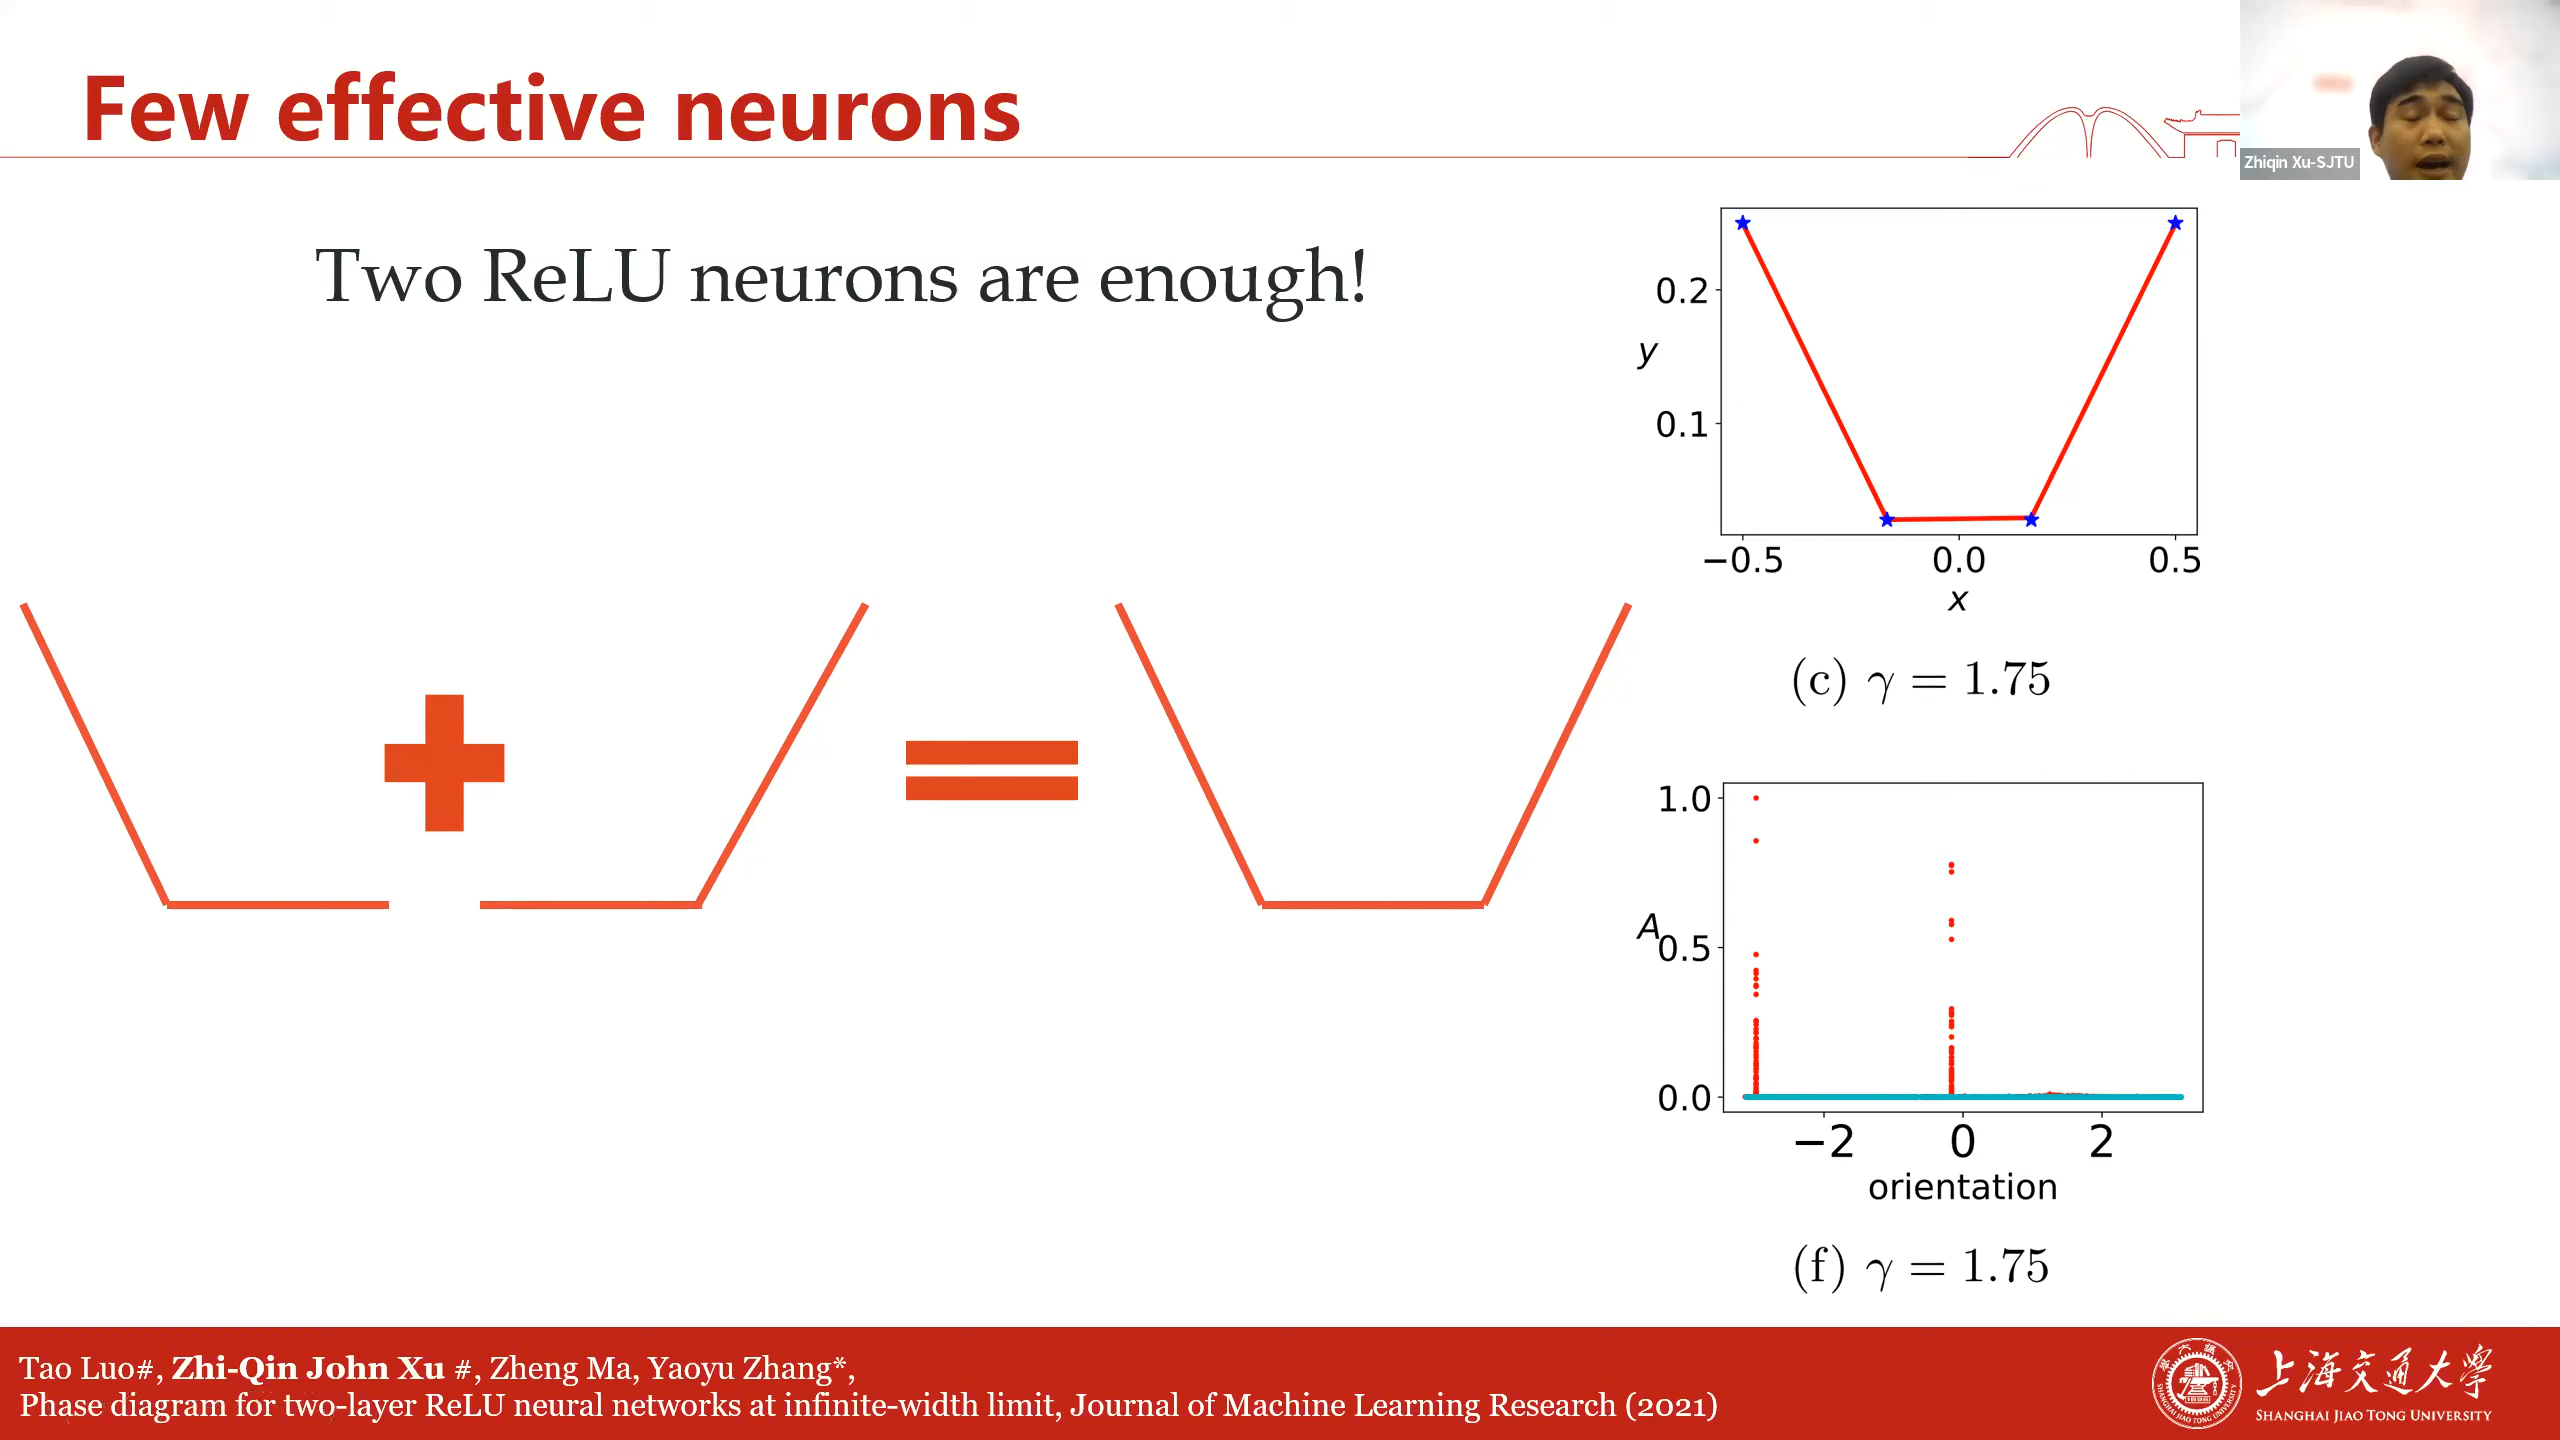 Few effective neurons
Zhiqin Xu-SJTU
Two ReLU neurons are enough!
0.2
y
0.1
−0.5 0.0 0.5
x
(c) γ = 1.75
1.0
A
0.5
0.0
−2 0 2
orientation
(f) γ = 1.75
Tao Luo#, Zhi-Qin John Xu #, Zheng Ma, Yaoyu Zhang*,
Phase diagram for two-layer ReLU neural networks at infinite-width limit, Journal of Machine Learning Research (2021)
上海交通大學
SHANGHAI JIAO TONG UNIVERSITY